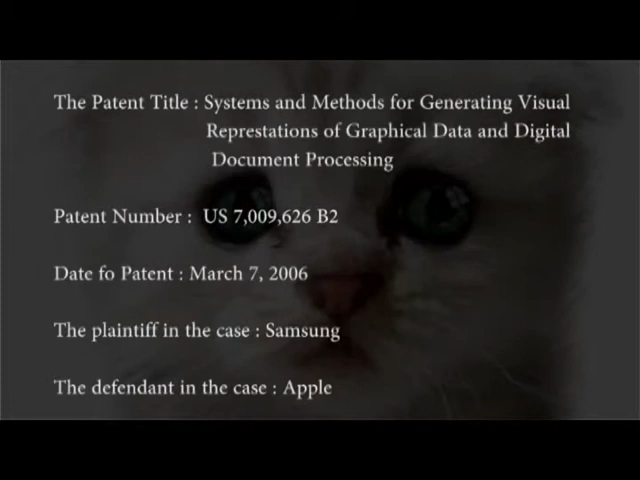 The Patent Title : Systems and Methods for Generating Visual
Represtations of Graphical Data and Digital
Document Processing
Patent Number : US 7,009,626 B2
Date fo Patent : March 7, 2006
The plaintiff in the case : Samsung
The defendant in the case : Apple